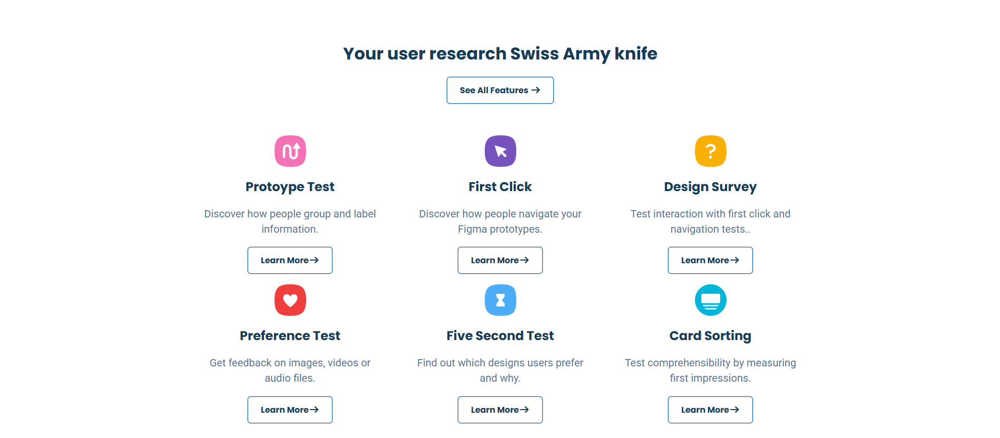 Your user research Swiss Army knife
See All Features →
Protoype Test
Discover how people group and label
information.
Learn More →
First Click
Discover how people navigate your
Figma prototypes.
Learn More →
?
Design Survey
Test interaction with first click and
navigation tests..
Learn More →
Preference Test
Get feedback on images, videos or
audio files.
Learn More →
Five Second Test
Find out which designs users prefer
and why.
Learn More →
Card Sorting
Test comprehensibility by measuring
first impressions.
Learn More →